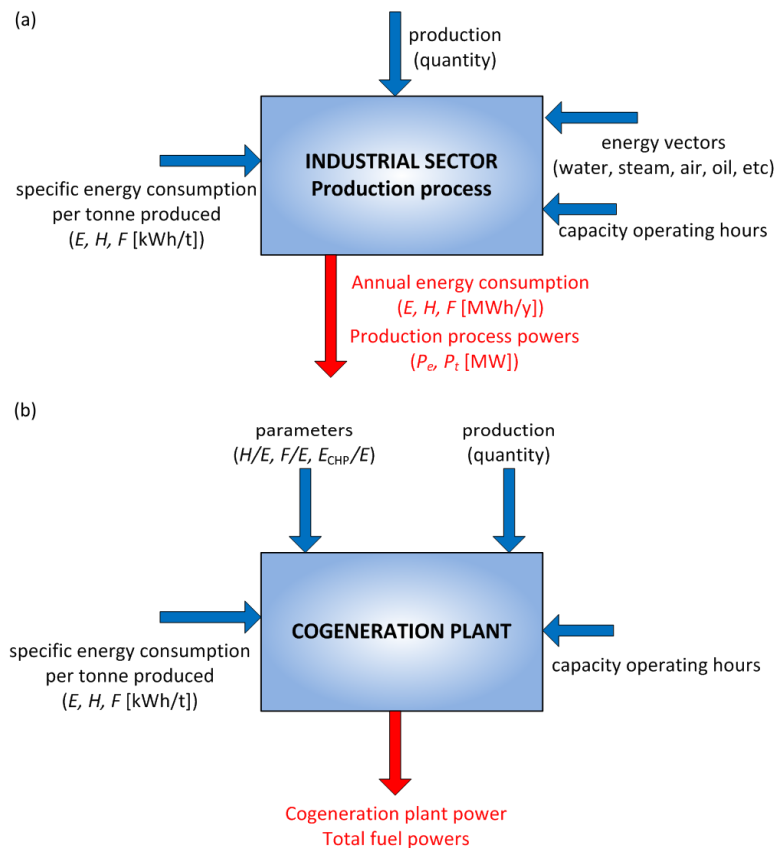 (a)
production
(quantity)
INDUSTRIAL SECTOR
Production process
energy vectors
(water, steam, air, oil, etc)
specific energy consumption
per tonne produced
(E, H, F [kWh/t])
capacity operating hours
Annual energy consumption
(E, H, F [MWh/y])
Production process powers
(Pe, Pt [MW])
(b)
parameters
(H/E, F/E, ECHP/E)
production
(quantity)
COGENERATION PLANT
specific energy consumption
per tonne produced
(E, H, F [kWh/t])
capacity operating hours
Cogeneration plant power
Total fuel powers